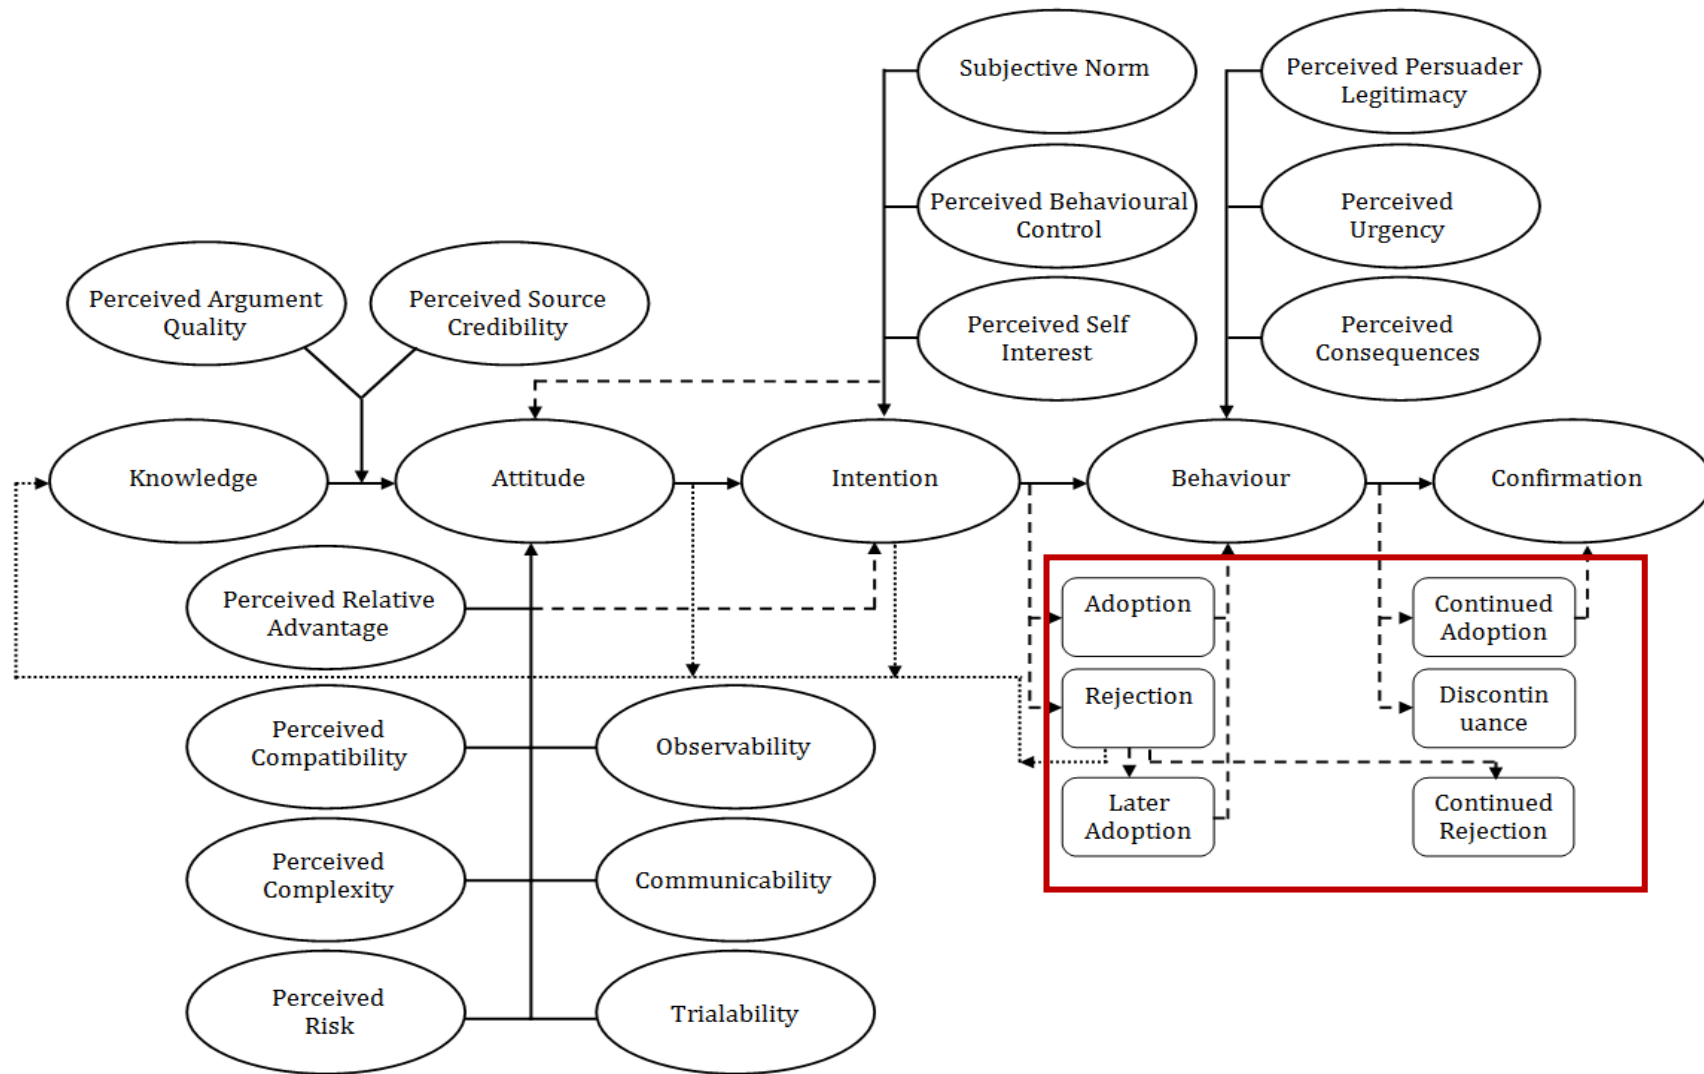 Subjective Norm
Perceived Persuader
Legitimacy
Perceived Behavioural
Control
Perceived
Urgency
Perceived Argument
Quality
Perceived Source
Credibility
Perceived Self
Interest
Perceived
Consequences
Knowledge
Attitude
Intention
Behaviour
Confirmation
Perceived Relative
Advantage
Adoption
Continued
Adoption
Rejection
Discontin
uance
Perceived
Compatibility
Observability
Later
Adoption
Continued
Rejection
Perceived
Complexity
Communicability
Perceived
Risk
Trialability